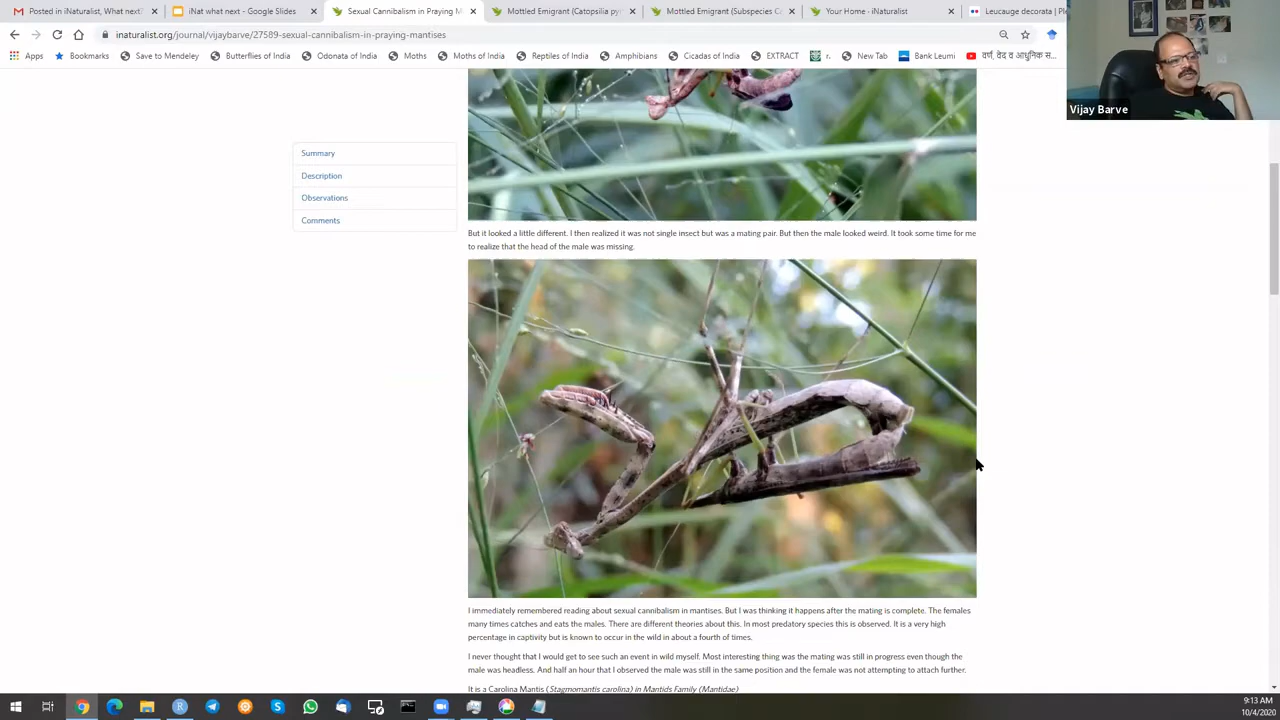 Posted in iNaturalist, What next?
iNat what next - Google Slides
Sexual Cannibalism in Praying M
Mottled Emigrant (Catopsilia py
Mottled Emigrant (Subspecies C
Your Home - iNaturalist
Leucauge decorata | Pl
inaturalist.org/journal/vijaybarve/27589-sexual-cannibalism-in-praying-mantises
Apps
Bookmarks
Save to Mendeley
Butterflies of India
Odonata of India
Moths
Moths of India
Reptiles of India
Amphibians
Cicadas of India
EXTRACT
r.
New Tab
Bank Leumi
वर्ण, वेद व आधुनिक स...
Vijay Barve
Summary
Description
Observations
Comments
But it looked a little different. I then realized it was not single insect but was a mating pair. But then the male looked weird. It took some time for me
to realize that the head of the male was missing.
I immediately remembered reading about sexual cannibalism in mantises. But I was thinking it happens after the mating is complete. The females
many times catches and eats the males. There are different theories about this. In most predatory species this is observed. It is a very high
percentage in captivity but is known to occur in the wild in about a fourth of times.
I never thought that I would get to see such an event in wild myself. Most interesting thing was the mating was still in progress even though the
male was headless. And half an hour that I observed the male was still in the same position and the female was not attempting to attach further.
It is a Carolina Mantis (Stagmomantis carolina) in Mantids Family (Mantidae)
9:13 AM
10/4/2020